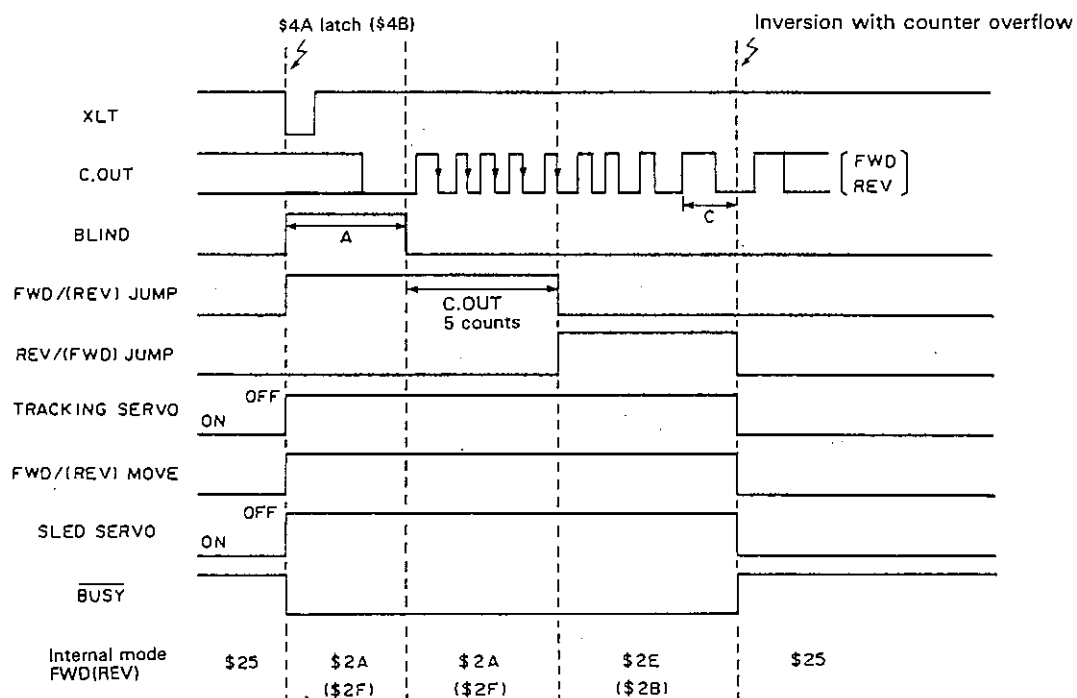 $4A latch ($4B)
Inversion with counter overflow
XLT
C.OUT
FWD
REV
C
BLIND
A
FWD/(REV) JUMP
C.OUT
5 counts
REV/(FWD) JUMP
OFF
TRACKING SERVO
ON
FWD/(REV) MOVE
OFF
SLED SERVO
ON
BUSY
Internal mode
FWD(REV)
$25
$2A
($2F)
$2A
($2F)
$2E
($2B)
$25